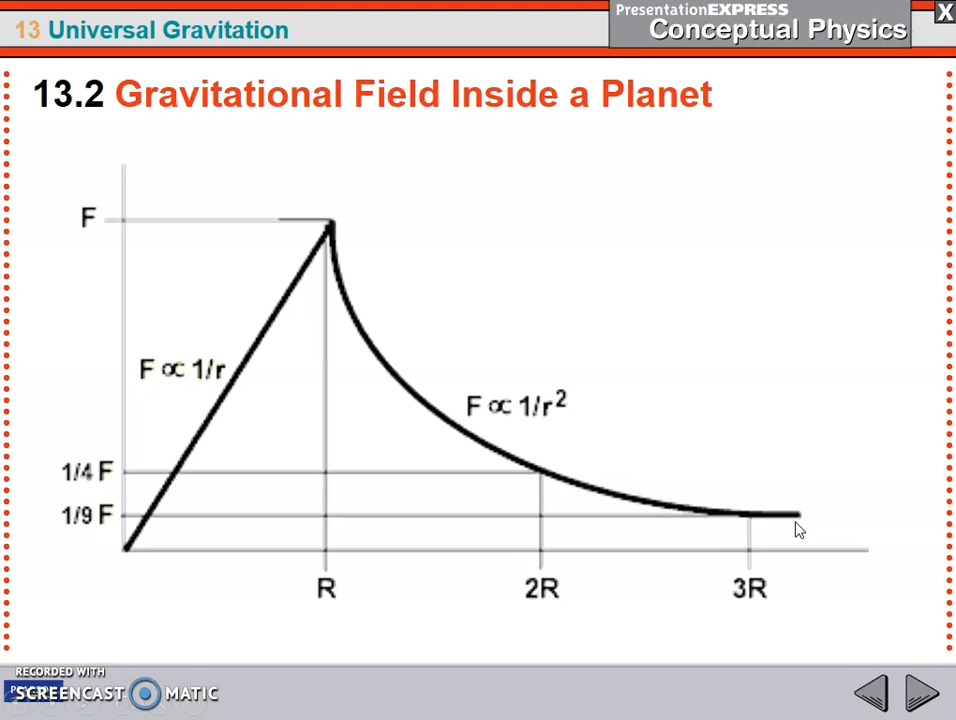 PresentationEXPRESS
Conceptual Physics
X
13 Universal Gravitation
13.2 Gravitational Field Inside a Planet
F
F ∝ 1/r
F ∝ 1/r²
1/4 F
1/9 F
R 2R 3R
RECORDED WITH
SCREENCAST MATIC